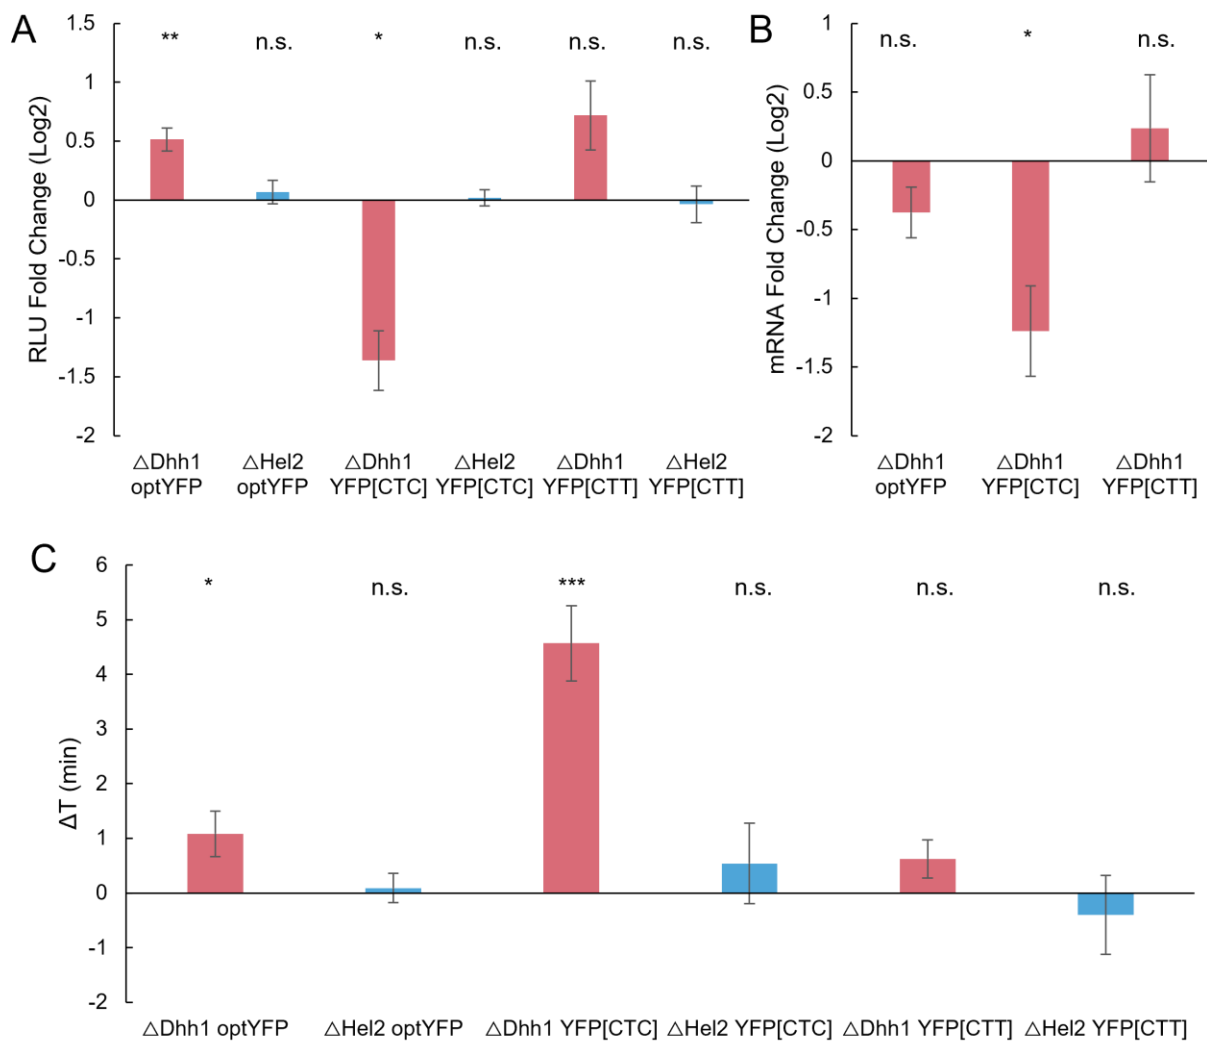 A
RLU Fold Change (Log2)
1.5
1
0.5
0
-0.5
-1
-1.5
-2
** n.s. * n.s. n.s. n.s.
△Dhh1 △Hel2 △Dhh1 △Hel2 △Dhh1 △Hel2
optYFP optYFP YFP[CTC] YFP[CTC] YFP[CTT] YFP[CTT]
B
mRNA Fold Change (Log2)
1
0.5
0
-0.5
-1
-1.5
-2
n.s. * n.s.
△Dhh1 △Dhh1 △Dhh1
optYFP YFP[CTC] YFP[CTT]
C
ΔT (min)
6
5
4
3
2
1
0
-1
-2
* n.s. *** n.s. n.s. n.s.
△Dhh1 optYFP △Hel2 optYFP △Dhh1 YFP[CTC] △Hel2 YFP[CTC] △Dhh1 YFP[CTT] △Hel2 YFP[CTT]